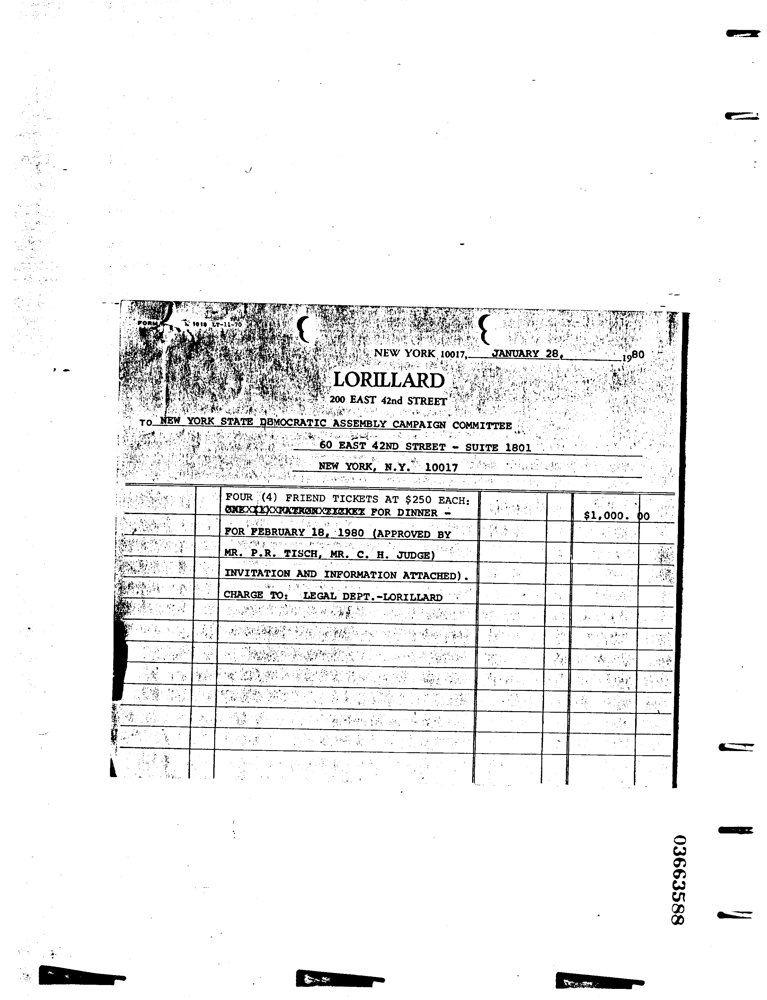 FORM 1018 LT-11-70
NEW YORK 10017, JANUARY 28, 1980
LORILLARD
200 EAST 42nd STREET
TO NEW YORK STATE DEMOCRATIC ASSEMBLY CAMPAIGN COMMITTEE
60 EAST 42ND STREET - SUITE 1801
NEW YORK, N.Y. 10017
FOUR (4) FRIEND TICKETS AT $250 EACH:
FOR DINNER - $1,000. 00
FOR FEBRUARY 18, 1980 (APPROVED BY
MR. P.R. TISCH, MR. C. H. JUDGE)
INVITATION AND INFORMATION ATTACHED).
CHARGE TO: LEGAL DEPT.-LORILLARD
03663588